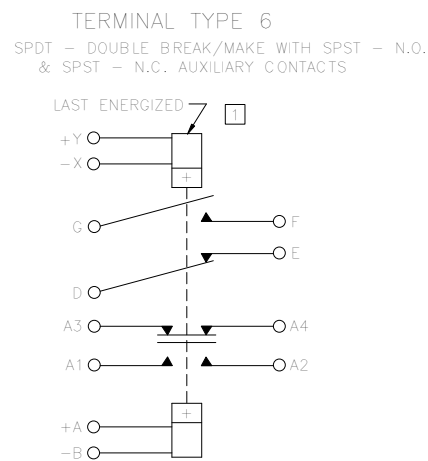 TERMINAL TYPE 6
SPDT – DOUBLE BREAK/MAKE WITH SPST – N.O.
& SPST – N.C. AUXILIARY CONTACTS
LAST ENERGIZED
1
+Y
–X
+
G
F
E
D
A3
A4
A1
A2
+
+A
–B